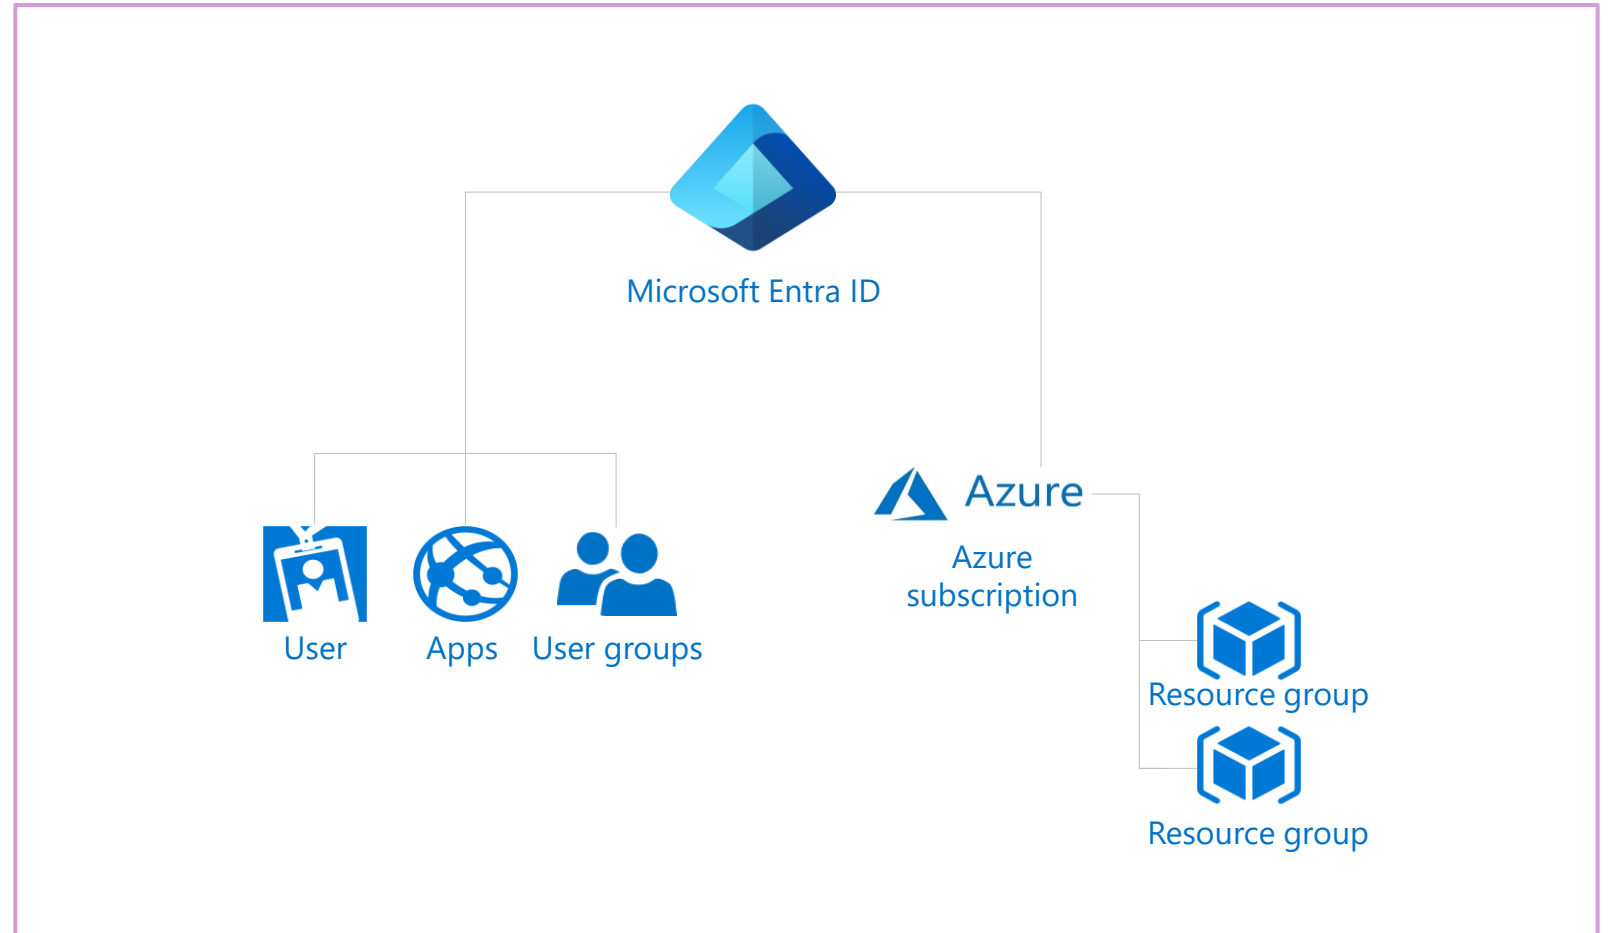 Microsoft Entra ID
Azure
Azure
subscription
User
Apps
User groups
Resource group
Resource group